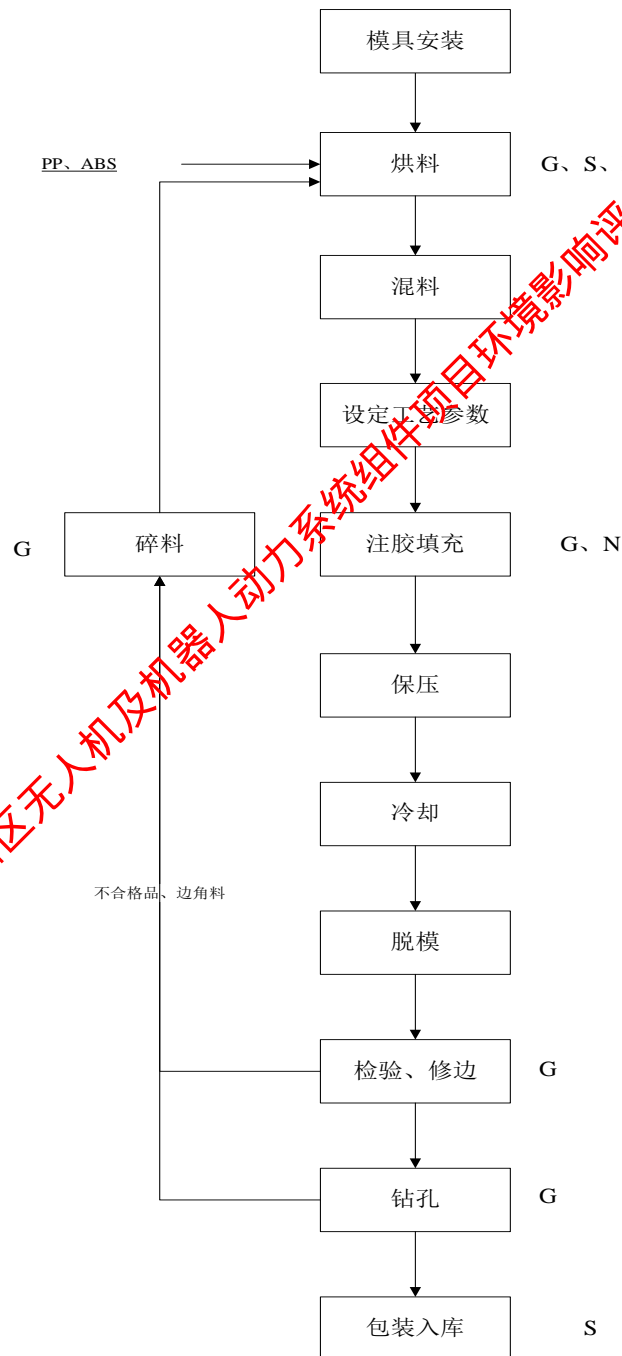 模具安装
PP、ABS
烘料
G、S、
混料
设定工艺参数
G
碎料
注胶填充
G、N
保压
冷却
不合格品、边角料
脱模
检验、修边
G
钻孔
G
包装入库
S
区无人机及机器人动力系统组件项目环境影响评